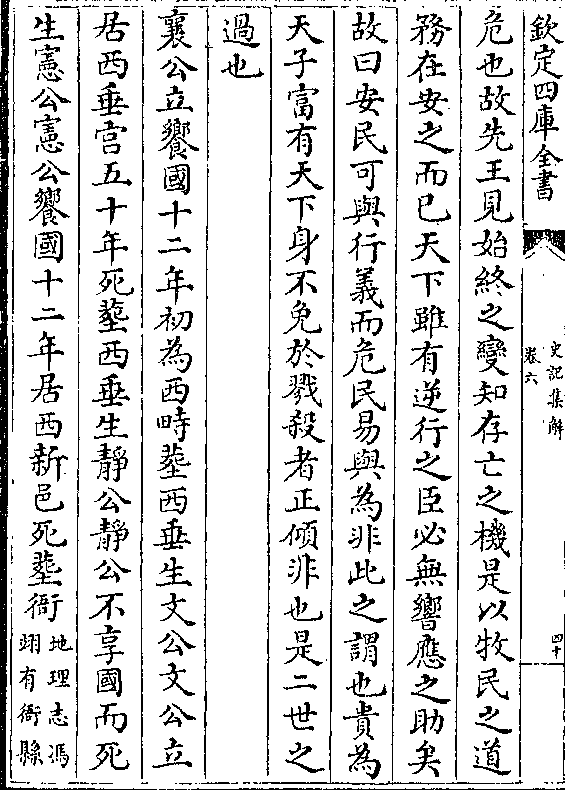 欽定四庫全書
史記集解
卷六
四十
危也故先王見始終之變知存亡之機是以牧民之道
務在安之而已天下雖有逆行之臣必無響應之助矣
故曰安民可與行義而危民易與為非此之謂也貴為
天子富有天下身不免於戮殺者正傾非也是二世之
過也
襄公立饗國十二年初為西畤塟西垂生文公文公立
居西垂宫五十年死塟西垂生靜公靜公不享國而死
生憲公憲公饗國十二年居西新邑死塟衙地理志馮
翊有衙縣